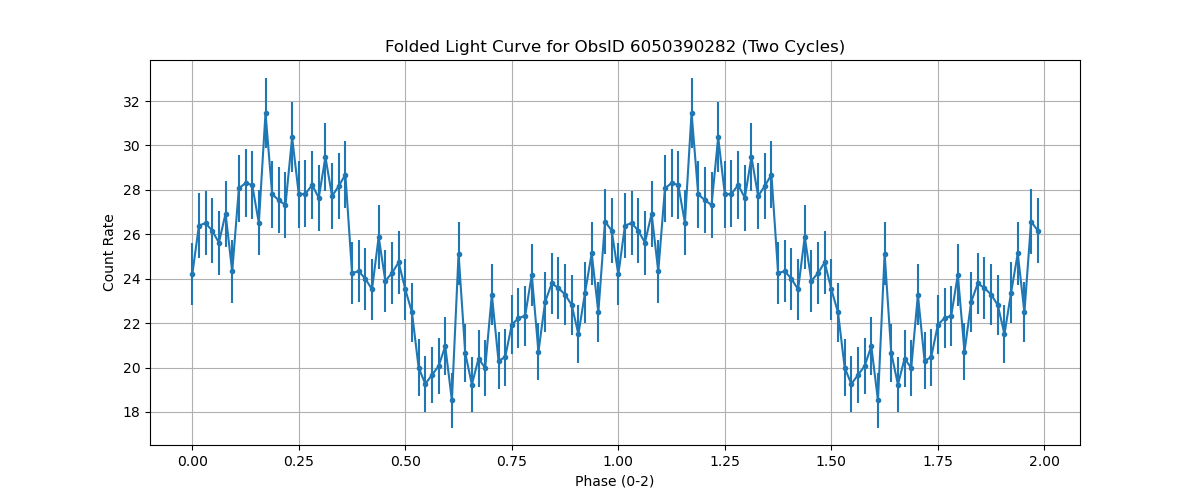 Folded Light Curve for ObsID 6050390282 (Two Cycles)
Count Rate
32
30
28
26
24
22
20
18
0.00 0.25 0.50 0.75 1.00 1.25 1.50 1.75 2.00
Phase (0-2)